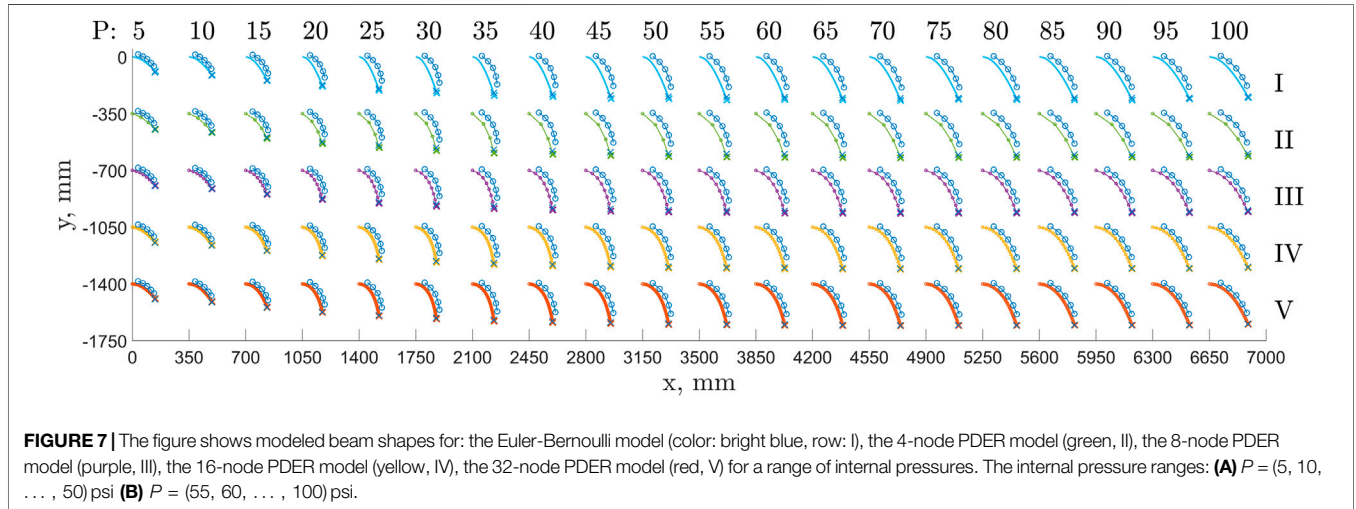 P: 5 10 15 20 25 30 35 40 45 50 55 60 65 70 75 80 85 90 95 100
0
I
-350
II
-700
III
y, mm
-1050
IV
-1400
V
-1750
0 350 700 1050 1400 1750 2100 2450 2800 3150 3500 3850 4200 4550 4900 5250 5600 5950 6300 6650 7000
x, mm
FIGURE 7 | The figure shows modeled beam shapes for: the Euler-Bernoulli model (color: bright blue, row: I), the 4-node PDER model (green, II), the 8-node PDER
model (purple, III), the 16-node PDER model (yellow, IV), the 32-node PDER model (red, V) for a range of internal pressures. The internal pressure ranges: (A) P = (5, 10,
… , 50) psi (B) P = (55, 60, … , 100) psi.